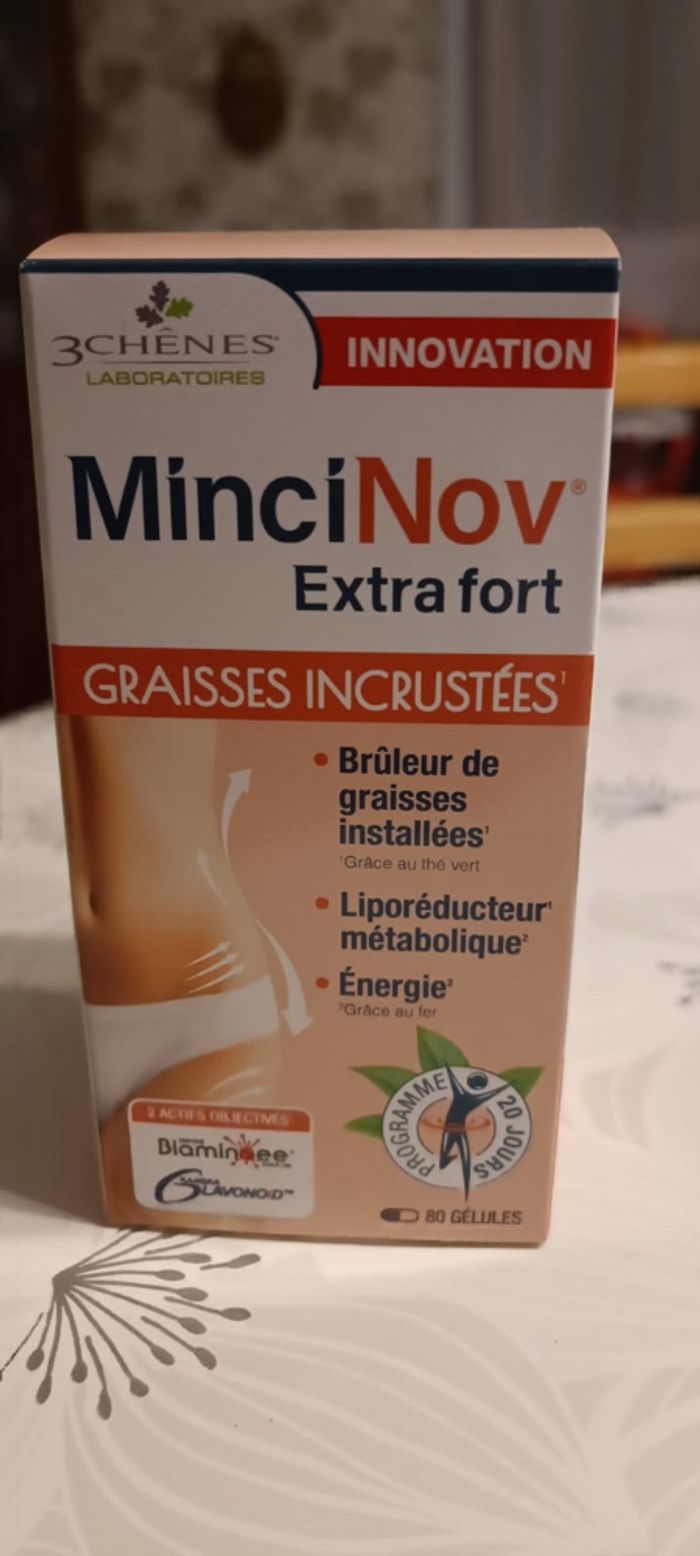 3CHÊNES®
LABORATOIRES
INNOVATION
MinciNov®
Extra fort
GRAISSES INCRUSTÉES¹
• Brûleur de
graisses
installées¹
¹Grâce au thé vert
• Liporéducteur¹
métabolique²
• Énergie²
²Grâce au fer
PROGRAMME
20 JOURS
2 ACTIFS OBJECTIVÉS
80 GÉLULES